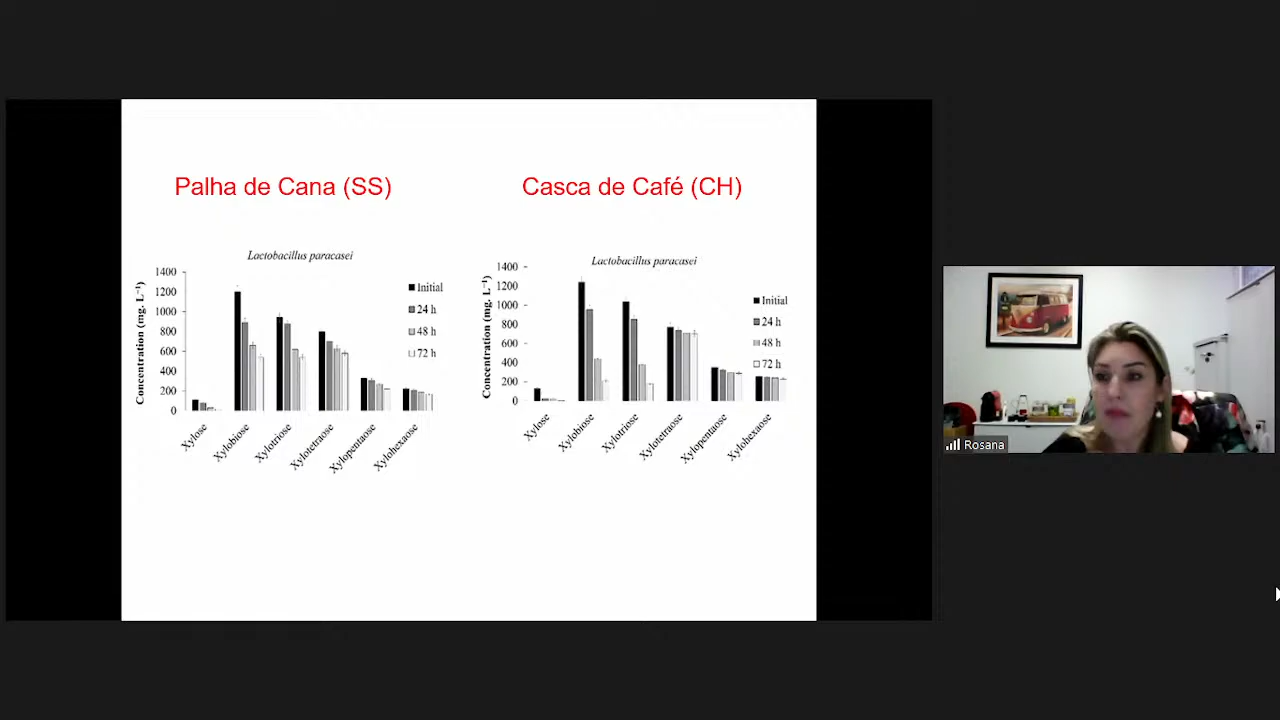 Palha de Cana (SS)
Casca de Café (CH)
Lactobacillus paracasei
Concentration (mg. L⁻¹)
1400
1200
1000
800
600
400
200
0
Initial
24 h
48 h
72 h
Xylose
Xylobiose
Xylotriose
Xylotetraose
Xylopentaose
Xylohexaose
Lactobacillus paracasei
Concentration (mg. L⁻¹)
1400
1200
1000
800
600
400
200
0
Initial
24 h
48 h
72 h
Xylose
Xylobiose
Xylotriose
Xylotetraose
Xylopentaose
Xylohexaose
Rosana